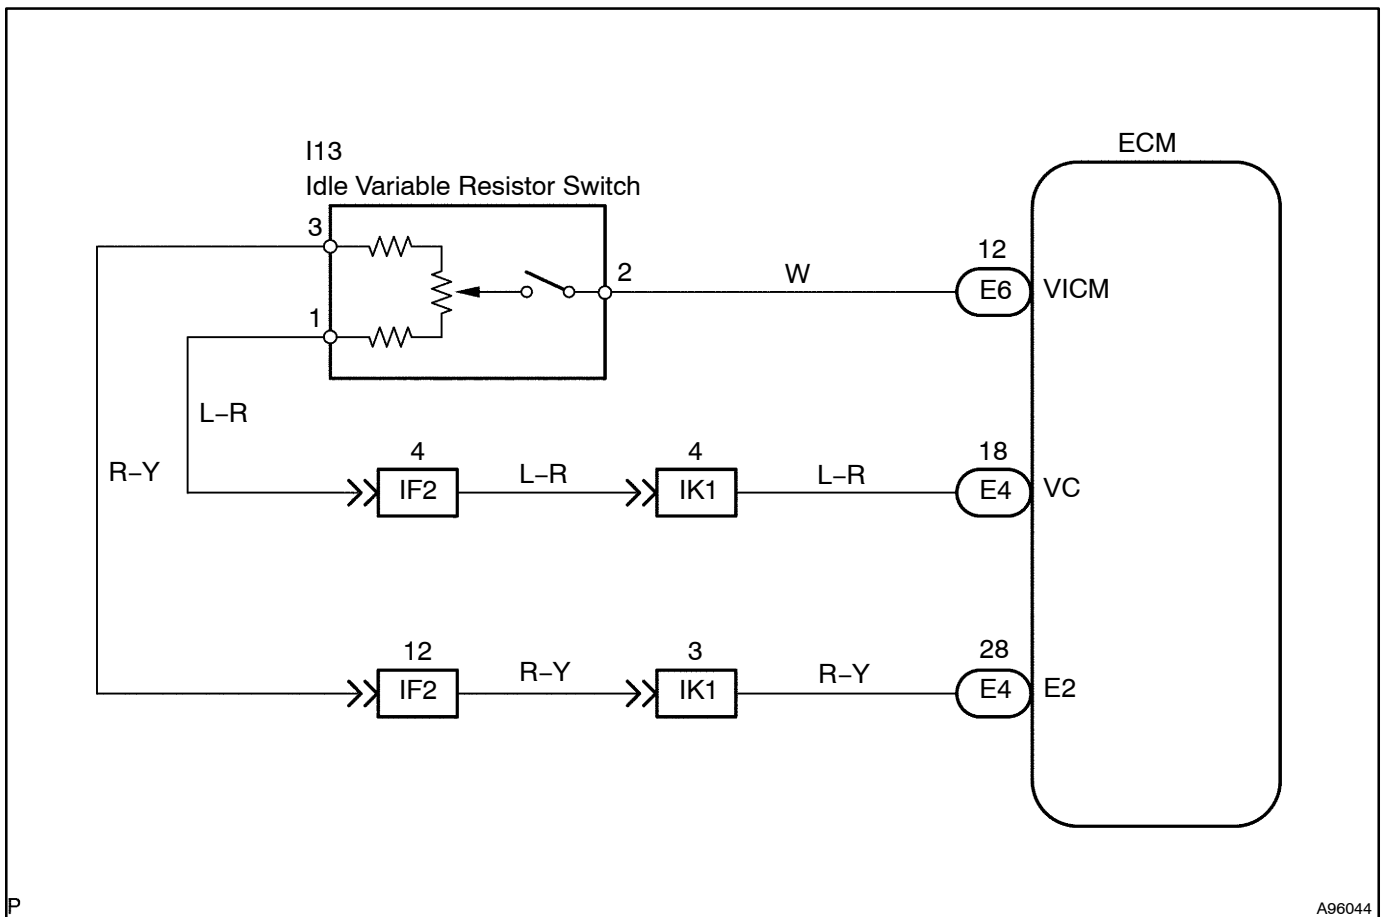 ECM
I13
Idle Variable Resistor Switch
3
12
2
W
E6
VICM
1
L–R
4
4
18
R–Y
L–R
L–R
IF2
IK1
E4
VC
12
3
28
R–Y
R–Y
IF2
IK1
E4
E2
P
A96044